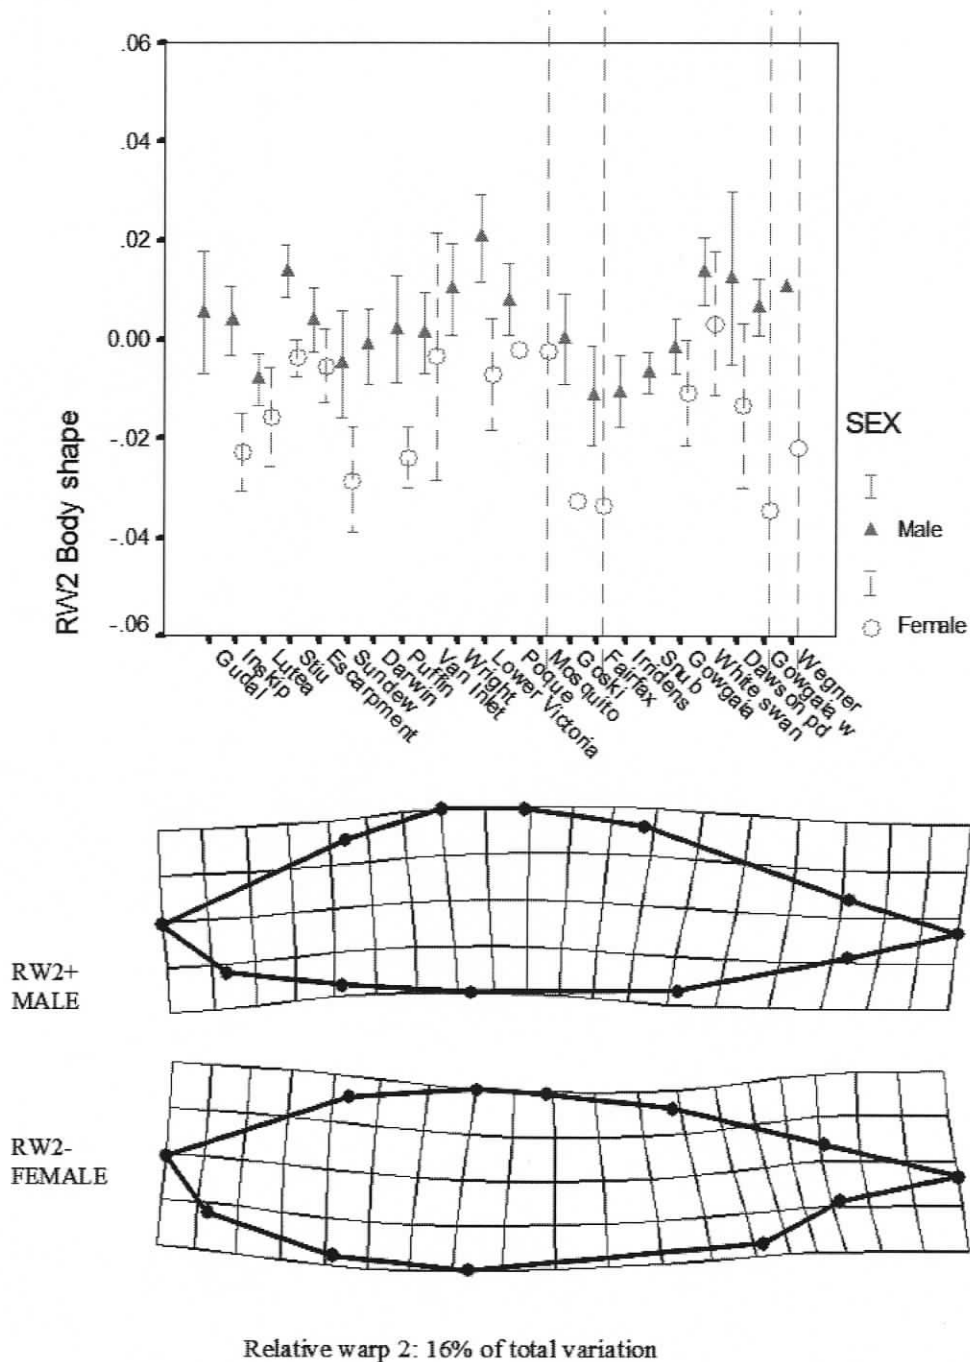 .06
.04
.02
0.00
-.02
-.04
-.06
RW2 Body shape
SEX
Male
Female
Gudal
Inskip
Lutea
Stiu
Escarpment
Sundew
Darwin
Puffin
Van Inlet
Wright
Lower Victoria
Poque
Mosquito
Goski
Fairfax
Irridens
Snub
Gowgaia
White swan
Dawson pd
Gowgaia w
Wegner
RW2+
MALE
RW2-
FEMALE
Relative warp 2: 16% of total variation